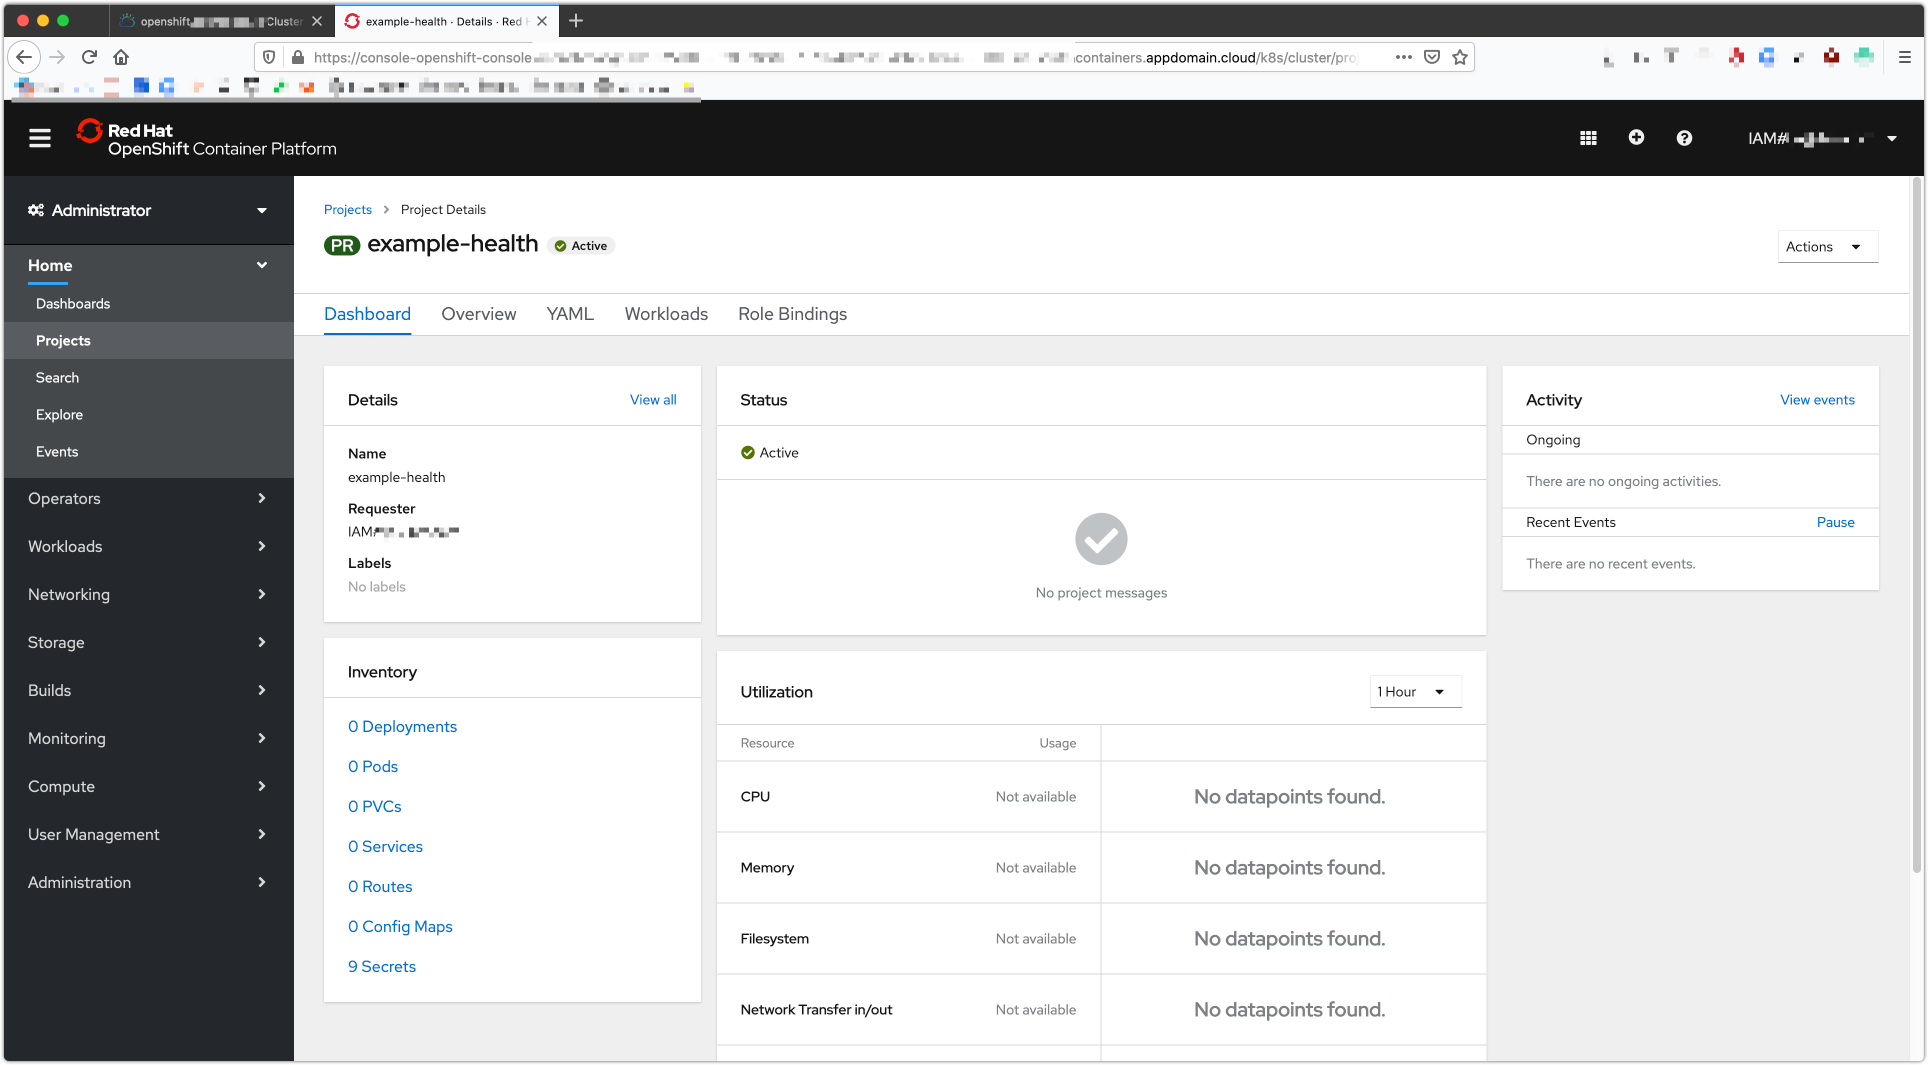 openshift Cluster
example-health · Details · Red H
https://console-openshift-console containers.appdomain.cloud/k8s/cluster/pro
Red Hat
OpenShift Container Platform
IAM#
Administrator
Home
Dashboards
Projects
Search
Explore
Events
Operators
Workloads
Networking
Storage
Builds
Monitoring
Compute
User Management
Administration
Projects > Project Details
PR example-health Active
Actions
Dashboard Overview YAML Workloads Role Bindings
Details View all
Name
example-health
Requester
IAM
Labels
No labels
Inventory
0 Deployments
0 Pods
0 PVCs
0 Services
0 Routes
0 Config Maps
9 Secrets
Status
Active
No project messages
Utilization 1 Hour
Resource Usage
CPU Not available No datapoints found.
Memory Not available No datapoints found.
Filesystem Not available No datapoints found.
Network Transfer in/out Not available No datapoints found.
Activity View events
Ongoing
There are no ongoing activities.
Recent Events Pause
There are no recent events.